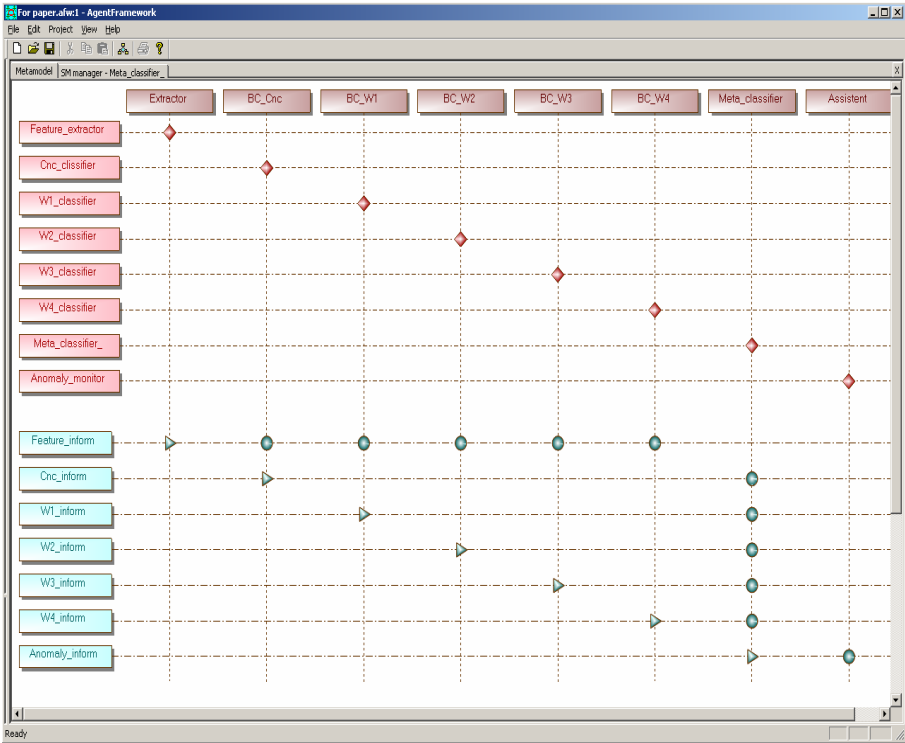 For paper.afw:1 - AgentFramework
File Edit Project View Help
Metamodel SM manager - Meta_classifier_ X
Extractor BC_Cnc BC_W1 BC_W2 BC_W3 BC_W4 Meta_classifier Assistent
Feature_extractor
Cnc_clissifier
W1_classifier
W2_classifier
W3_classifier
W4_classifier
Meta_classifier_
Anomaly_monitor
Feature_inform
Cnc_inform
W1_inform
W2_inform
W3_inform
W4_inform
Anomaly_inform
Ready